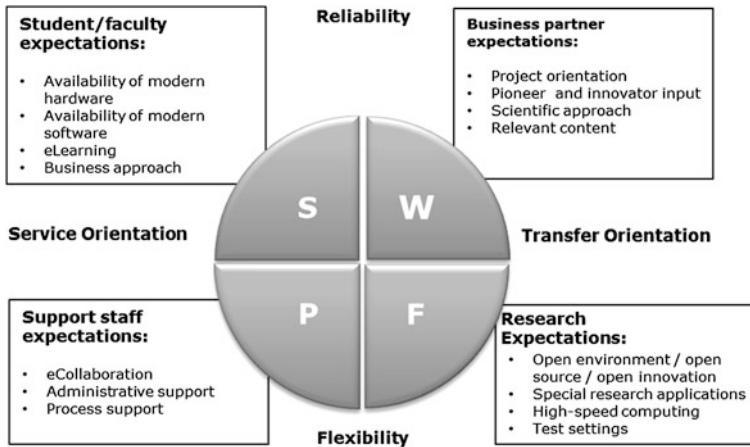 Student/faculty
expectations:
• Availability of modern
hardware
• Availability of modern
software
• eLearning
• Business approach
Reliability
Business partner
expectations:
• Project orientation
• Pioneer and innovator input
• Scientific approach
• Relevant content
S
W
Service Orientation
Transfer Orientation
P
F
Support staff
expectations:
• eCollaboration
• Administrative support
• Process support
Research
Expectations:
• Open environment / open
source / open innovation
• Special research applications
• High-speed computing
• Test settings
Flexibility